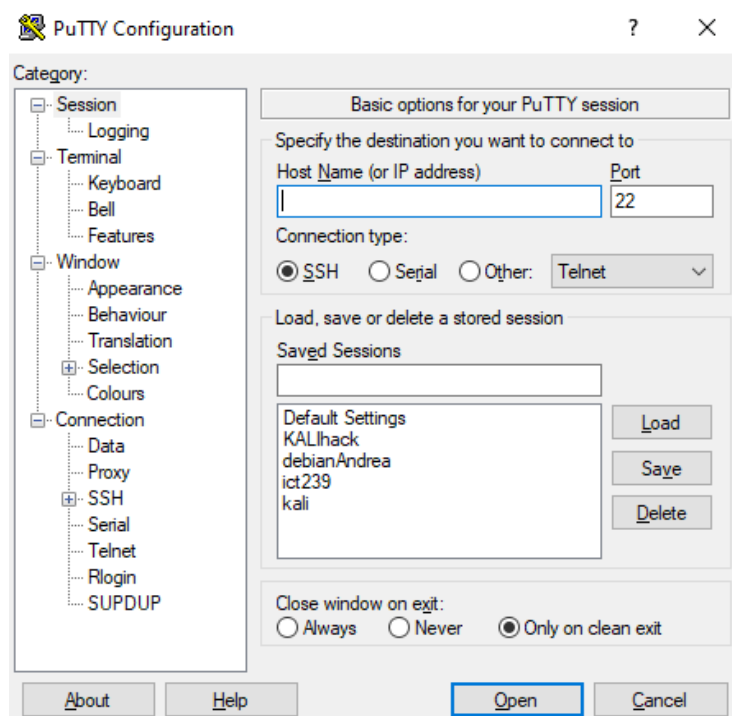 PuTTY Configuration
?
Category:
Session
Logging
Terminal
Keyboard
Bell
Features
Window
Appearance
Behaviour
Translation
Selection
Colours
Connection
Data
Proxy
SSH
Serial
Telnet
Rlogin
SUPDUP
Basic options for your PuTTY session
Specify the destination you want to connect to
Host Name (or IP address) Port
22
Connection type:
SSH Serial Other: Telnet
Load, save or delete a stored session
Saved Sessions
Default Settings
KALIhack
debianAndrea
ict239
kali
Load
Save
Delete
Close window on exit:
Always Never Only on clean exit
About Help Open Cancel